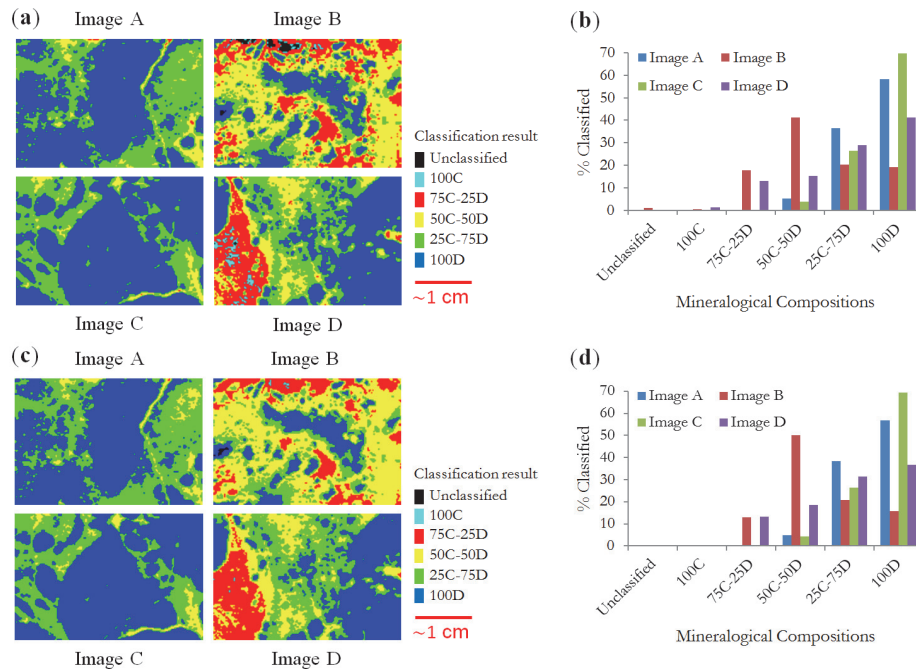 (a)
Image A
Image B
Classification result
Unclassified
100C
75C-25D
50C-50D
25C-75D
100D
~1 cm
Image C
Image D
(b)
70
60
50
40
30
20
10
0
% Classified
Image A
Image B
Image C
Image D
Unclassified
100C
75C-25D
50C-50D
25C-75D
100D
Mineralogical Compositions
(c)
Image A
Image B
Classification result
Unclassified
100C
75C-25D
50C-50D
25C-75D
100D
~1 cm
Image C
Image D
(d)
70
60
50
40
30
20
10
0
% Classified
Image A
Image B
Image C
Image D
Unclassified
100C
75C-25D
50C-50D
25C-75D
100D
Mineralogical Compositions